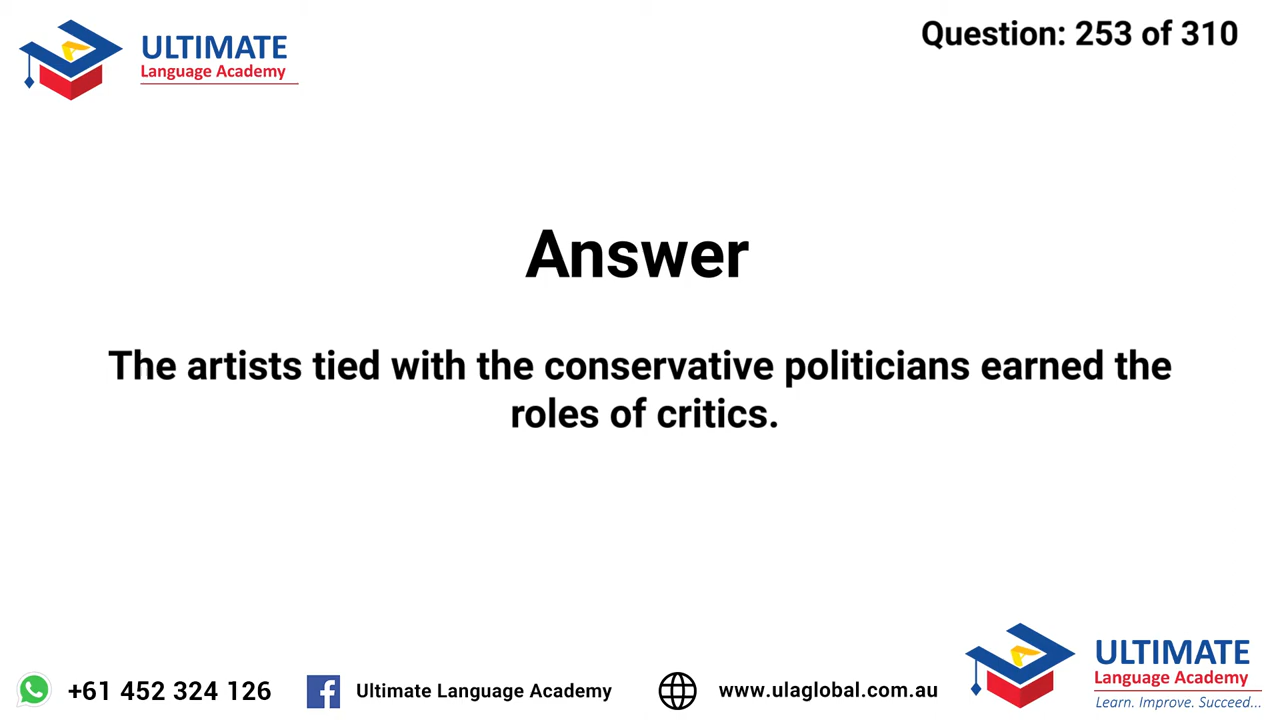 ULTIMATE
Language Academy
Question: 253 of 310
Answer
The artists tied with the conservative politicians earned the
roles of critics.
+61 452 324 126
Ultimate Language Academy
www.ulaglobal.com.au
ULTIMATE
Language Academy
Learn. Improve. Succeed...